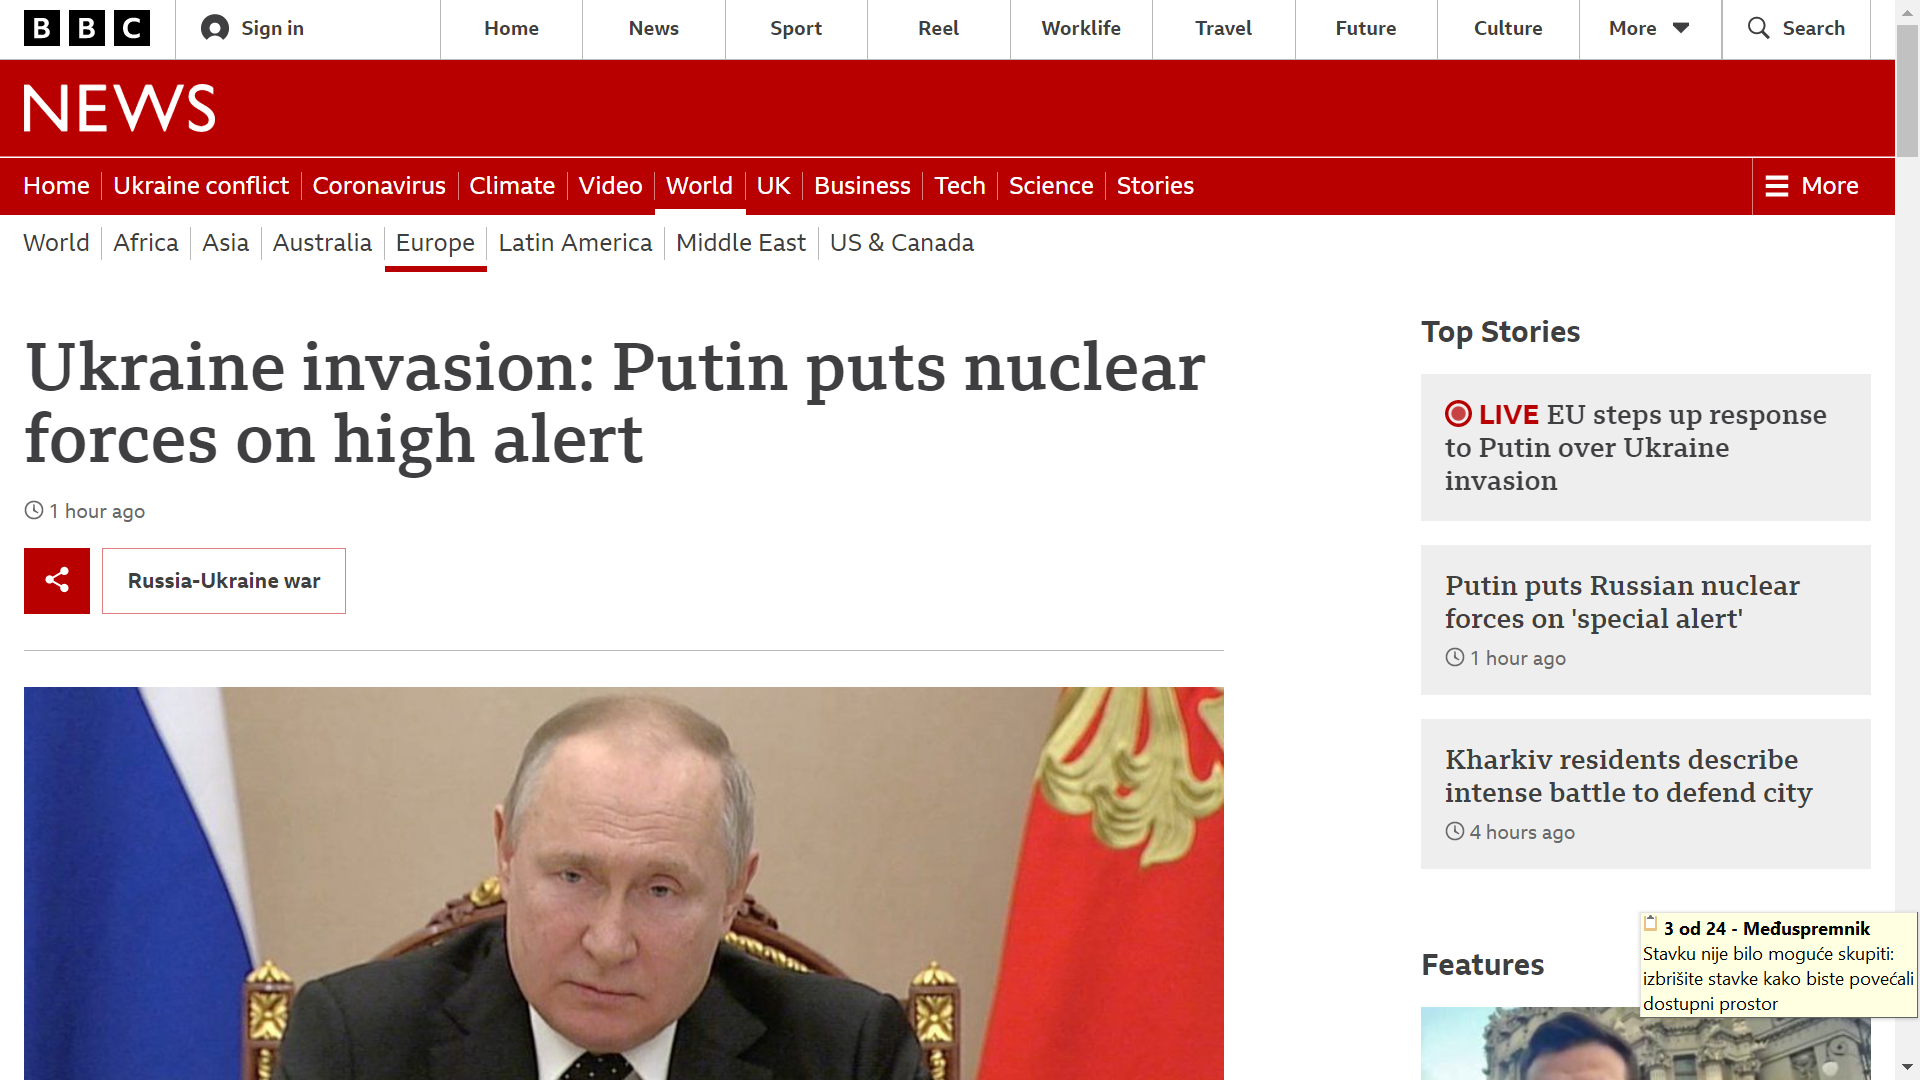 BBC
Sign in
Home
News
Sport
Reel
Worklife
Travel
Future
Culture
More
Search
NEWS
Home
Ukraine conflict
Coronavirus
Climate
Video
World
UK
Business
Tech
Science
Stories
More
World
Africa
Asia
Australia
Europe
Latin America
Middle East
US & Canada
Ukraine invasion: Putin puts nuclear
forces on high alert
1 hour ago
Russia-Ukraine war
Top Stories
LIVE EU steps up response
to Putin over Ukraine
invasion
Putin puts Russian nuclear
forces on 'special alert'
1 hour ago
Kharkiv residents describe
intense battle to defend city
4 hours ago
Features
3 od 24 - Međuspremnik
Stavku nije bilo moguće skupiti:
izbrišite stavke kako biste povećali
dostupni prostor